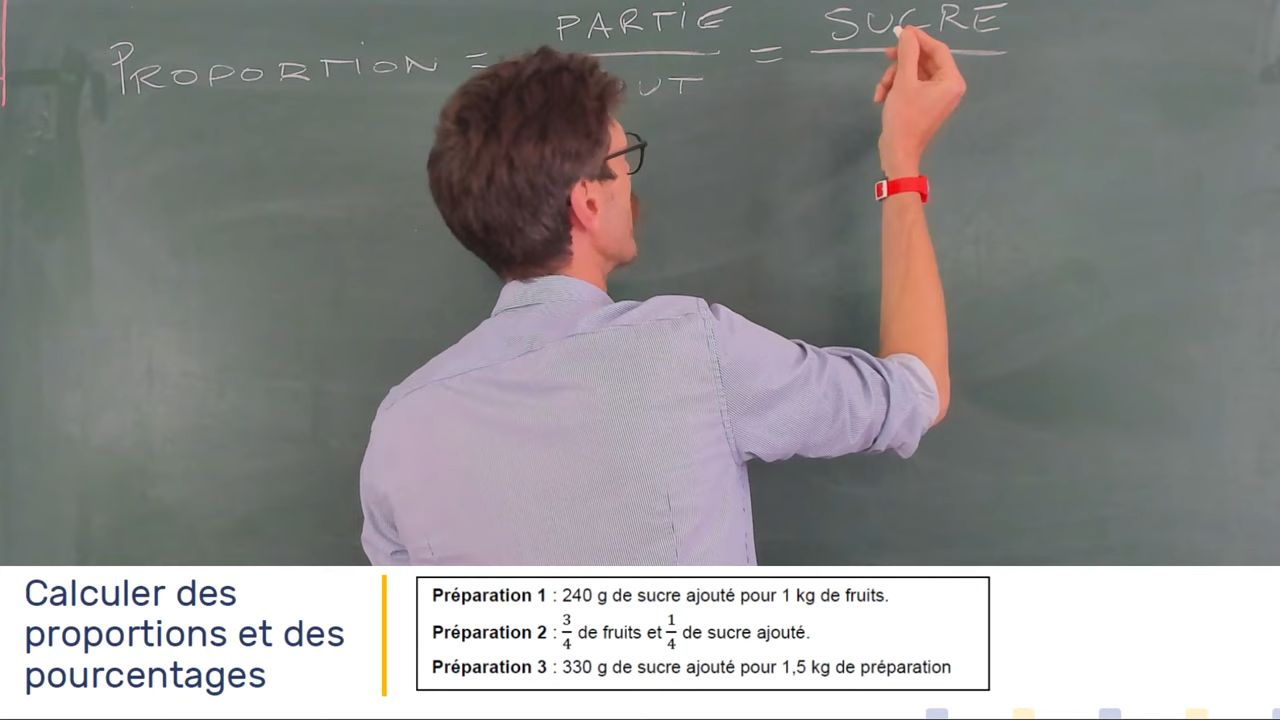 PROPORTION = PARTIE = SUCRE
UT
Calculer des
proportions et des
pourcentages
Préparation 1 : 240 g de sucre ajouté pour 1 kg de fruits.
Préparation 2 : 3/4 de fruits et 1/4 de sucre ajouté.
Préparation 3 : 330 g de sucre ajouté pour 1,5 kg de préparation